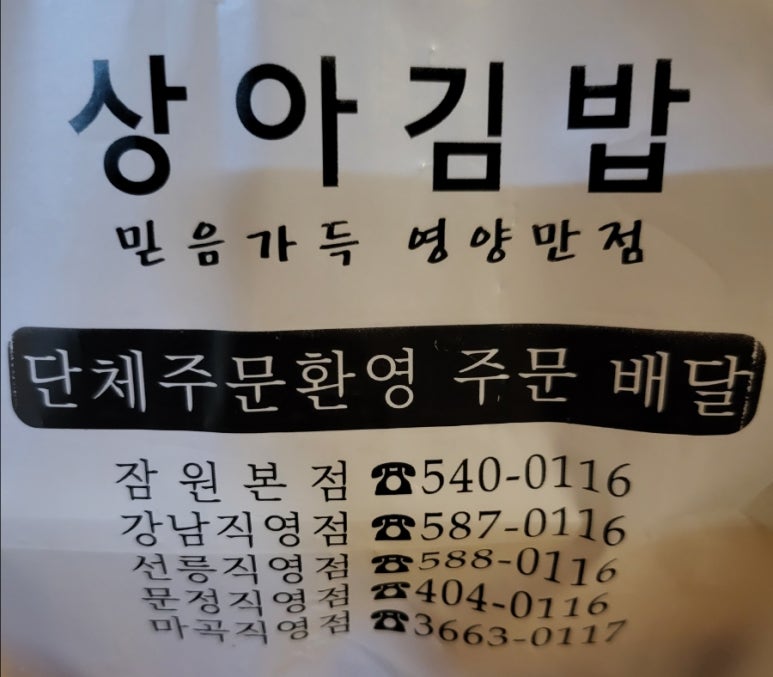 상아김밥
믿음가득 영양만점
단체주문환영 주문 배달
잠원본점 ☎540-0116
강남직영점 ☎587-0116
선릉직영점 ☎588-0116
문정직영점 ☎404-0116
마곡직영점 ☎3663-0117